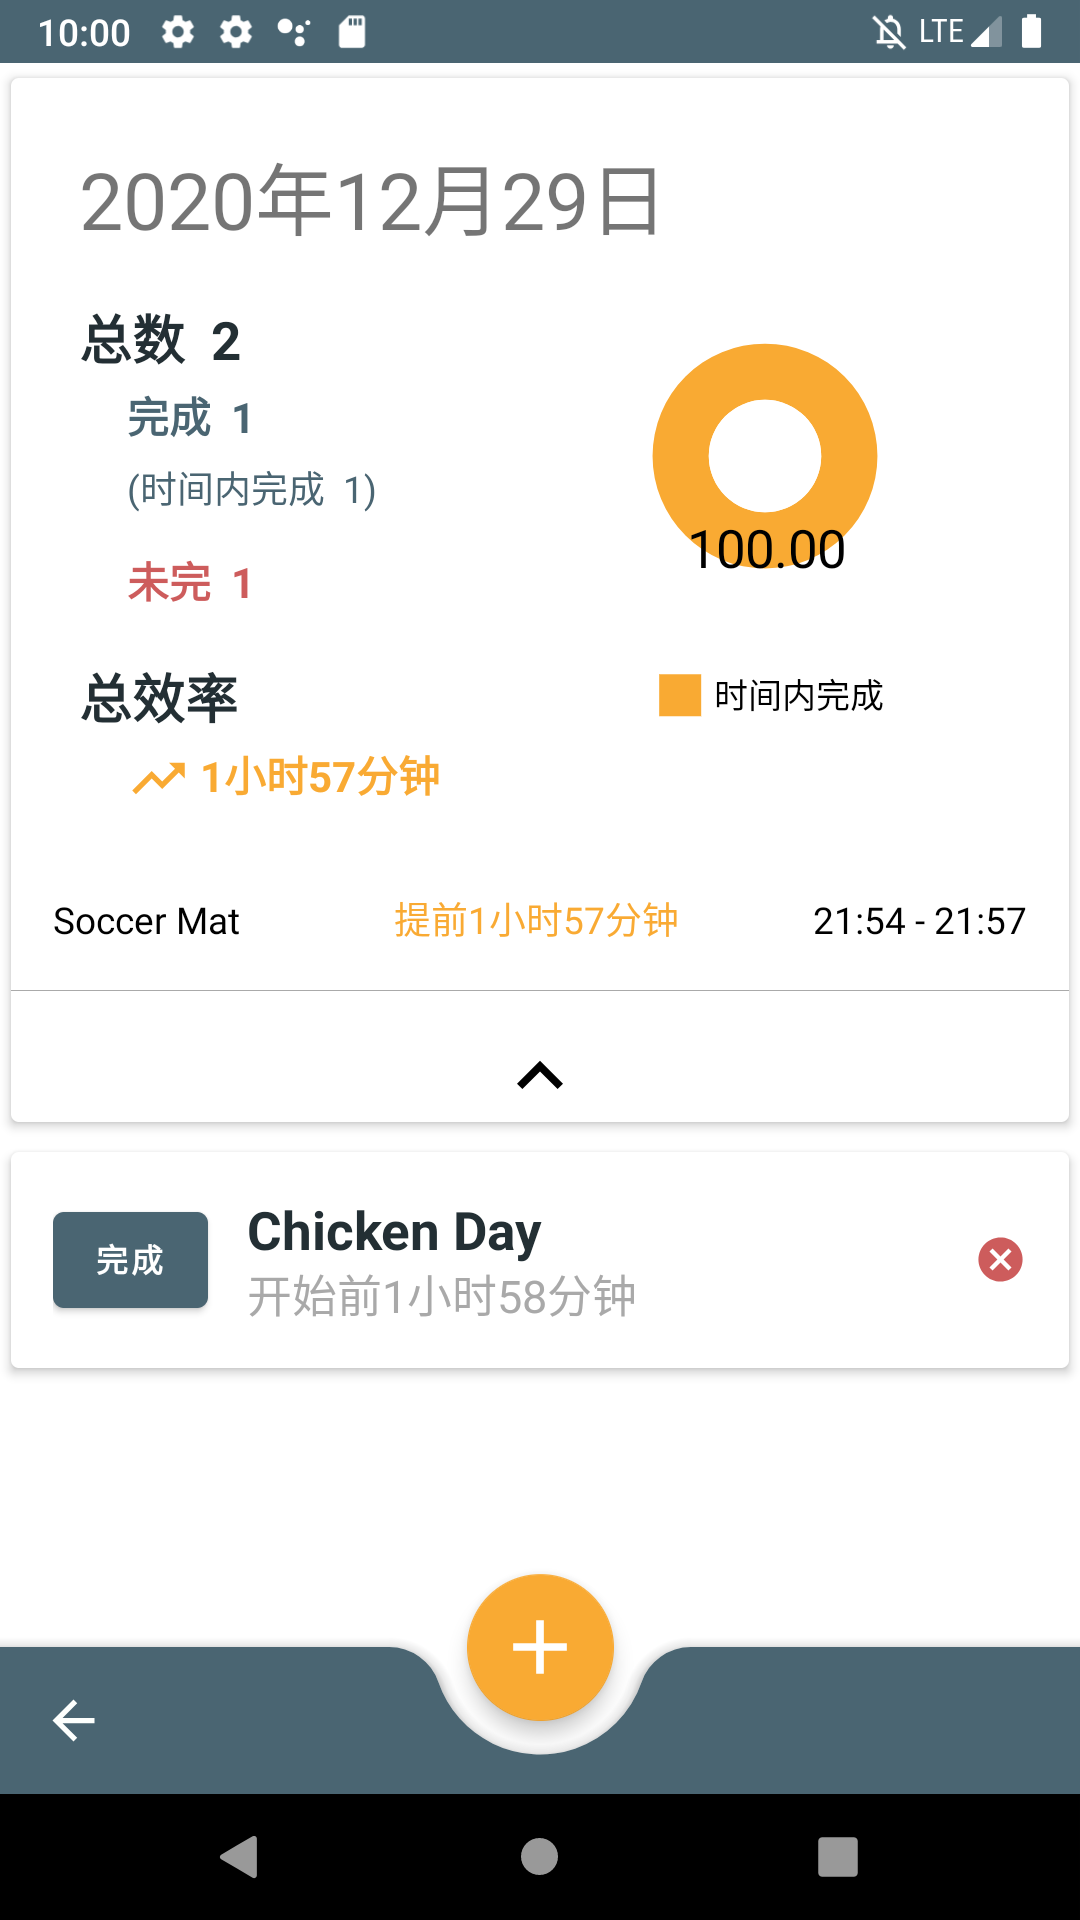 10:00 LTE
2020年12月29日
总数 2
完成 1
(时间内完成 1)
未完 1
100.00
时间内完成
总效率
1小时57分钟
Soccer Mat 提前1小时57分钟 21:54 - 21:57
完成
Chicken Day
开始前1小时58分钟